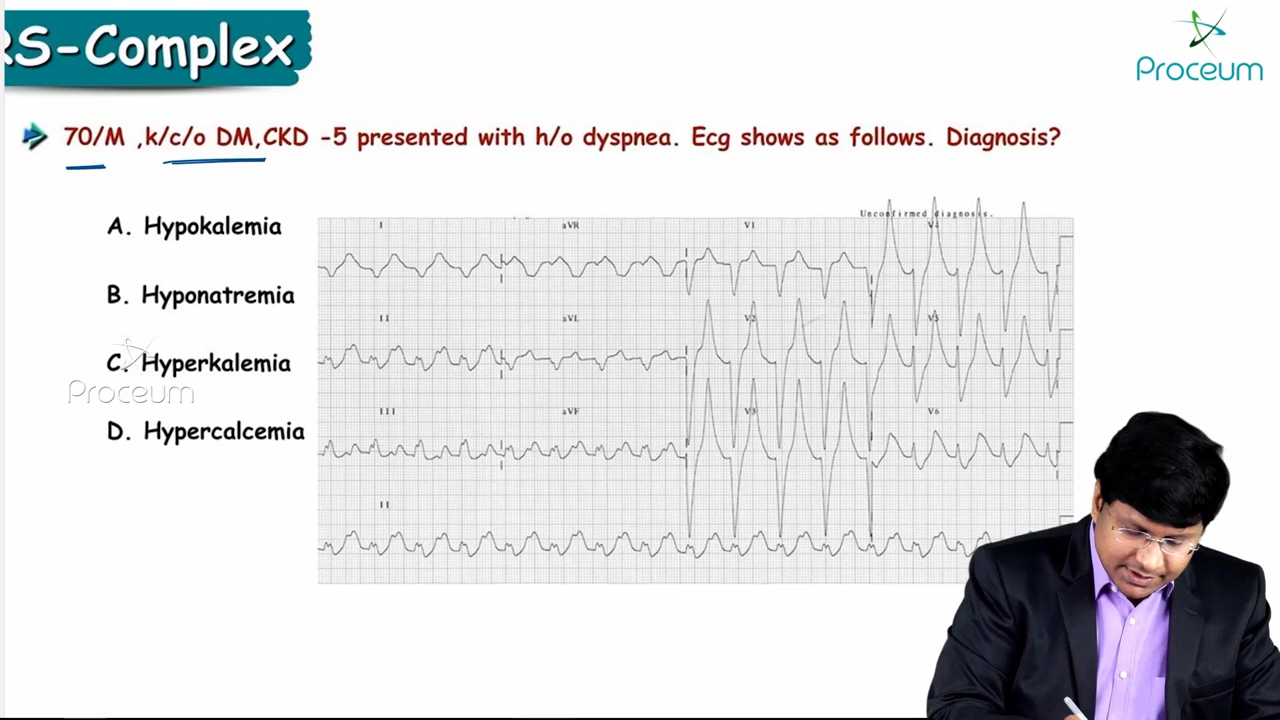 RS-Complex
Proceum
70/M ,k/c/o DM,CKD -5 presented with h/o dyspnea. Ecg shows as follows. Diagnosis?
A. Hypokalemia
B. Hyponatremia
C. Hyperkalemia
D. Hypercalcemia
Proceum
Unconfirmed diagnosis.
I aVR V1 V4
II aVL V2 V5
III aVF V3 V6
II